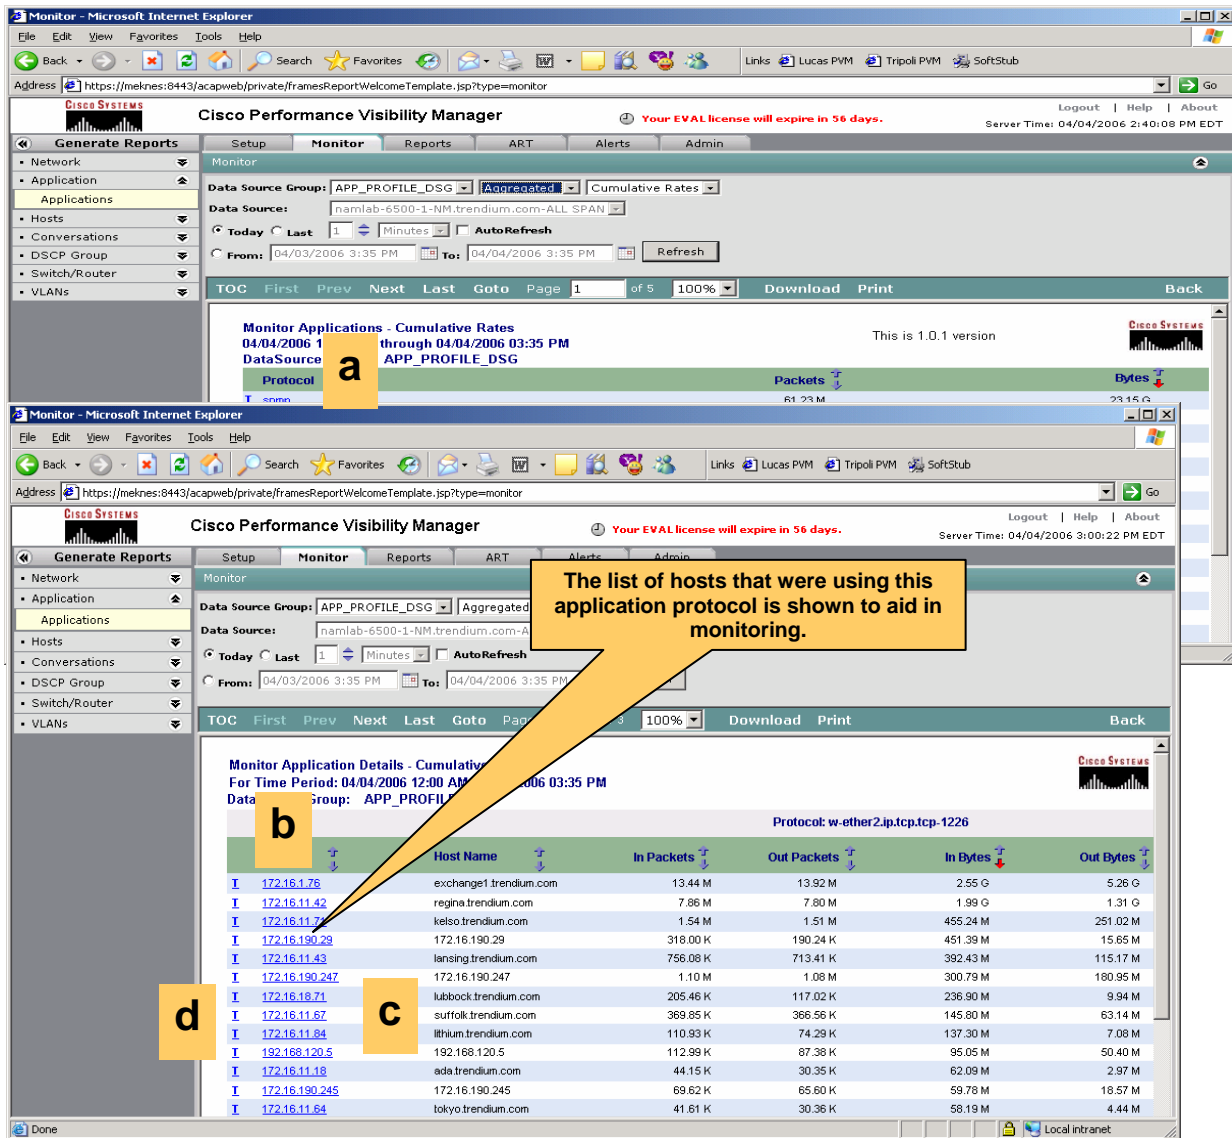 Monitor - Microsoft Internet Explorer
File Edit View Favorites Tools Help
Back Search Favorites Links Lucas PVM Tripoli PVM SoftStub
Address https://meknes:8443/acapweb/private/framesReportWelcomeTemplate.jsp?type=monitor Go
CISCO SYSTEMS Cisco Performance Visibility Manager Your EVAL license will expire in 56 days. Logout | Help | About
Server Time: 04/04/2006 2:40:08 PM EDT
Generate Reports Setup Monitor Reports ART Alerts Admin
Network Monitor
Application Data Source Group: APP_PROFILE_DSG Aggregated Cumulative Rates
Applications Data Source: namlab-6500-1-NM.trendium.com-ALL SPAN
Hosts
Conversations Today Last 1 Minutes AutoRefresh
DSCP Group From: 04/03/2006 3:35 PM To: 04/04/2006 3:35 PM Refresh
Switch/Router
VLANs TOC First Prev Next Last Goto Page 1 of 5 100% Download Print Back
Monitor Applications - Cumulative Rates This is 1.0.1 version CISCO SYSTEMS
04/04/2006 1 through 04/04/2006 03:35 PM
DataSource APP_PROFILE_DSG
a
Protocol Packets Bytes
T snmp 61.23 M 23.15 G
Monitor - Microsoft Internet Explorer
File Edit View Favorites Tools Help
Back Search Favorites Links Lucas PVM Tripoli PVM SoftStub
Address https://meknes:8443/acapweb/private/framesReportWelcomeTemplate.jsp?type=monitor Go
CISCO SYSTEMS Cisco Performance Visibility Manager Your EVAL license will expire in 56 days. Logout | Help | About
Server Time: 04/04/2006 3:00:22 PM EDT
Generate Reports Setup Monitor Reports ART Alerts Admin
Network Monitor
The list of hosts that were using this
application protocol is shown to aid in
monitoring.
Application Data Source Group: APP_PROFILE_DSG Aggregated
Applications Data Source: namlab-6500-1-NM.trendium.com-A
Hosts
Conversations Today Last 1 Minutes AutoRefresh
DSCP Group From: 04/03/2006 3:35 PM To: 04/04/2006 3:35 PM
Switch/Router
VLANs TOC First Prev Next Last Goto Page 3 100% Download Print Back
Monitor Application Details - Cumulative CISCO SYSTEMS
For Time Period: 04/04/2006 12:00 AM 2006 03:35 PM
Data Group: APP_PROFIL
b
Protocol: w-ether2.ip.tcp.tcp-1226
Host Name In Packets Out Packets In Bytes Out Bytes
T 172.16.1.76 exchange1.trendium.com 13.44 M 13.92 M 2.55 G 5.26 G
T 172.16.11.42 regina.trendium.com 7.86 M 7.80 M 1.99 G 1.31 G
T 172.16.11.71 kelso.trendium.com 1.54 M 1.51 M 455.24 M 251.02 M
T 172.16.190.29 172.16.190.29 318.00 K 190.24 K 451.39 M 15.65 M
T 172.16.11.43 lansing.trendium.com 756.08 K 713.41 K 392.43 M 115.17 M
T 172.16.190.247 172.16.190.247 1.10 M 1.08 M 300.79 M 180.95 M
T 172.16.18.71 lubbock.trendium.com 205.46 K 117.02 K 236.90 M 9.94 M
d
c
T 172.16.11.67 suffolk.trendium.com 369.85 K 366.56 K 145.80 M 63.14 M
T 172.16.11.84 lithium.trendium.com 110.93 K 74.29 K 137.30 M 7.08 M
T 192.168.120.5 192.168.120.5 112.99 K 87.38 K 95.05 M 50.40 M
T 172.16.11.18 ada.trendium.com 44.15 K 30.35 K 62.09 M 2.97 M
T 172.16.190.245 172.16.190.245 69.62 K 65.60 K 59.78 M 18.57 M
T 172.16.11.64 tokyo.trendium.com 41.61 K 30.36 K 58.19 M 4.44 M
Done Local intranet